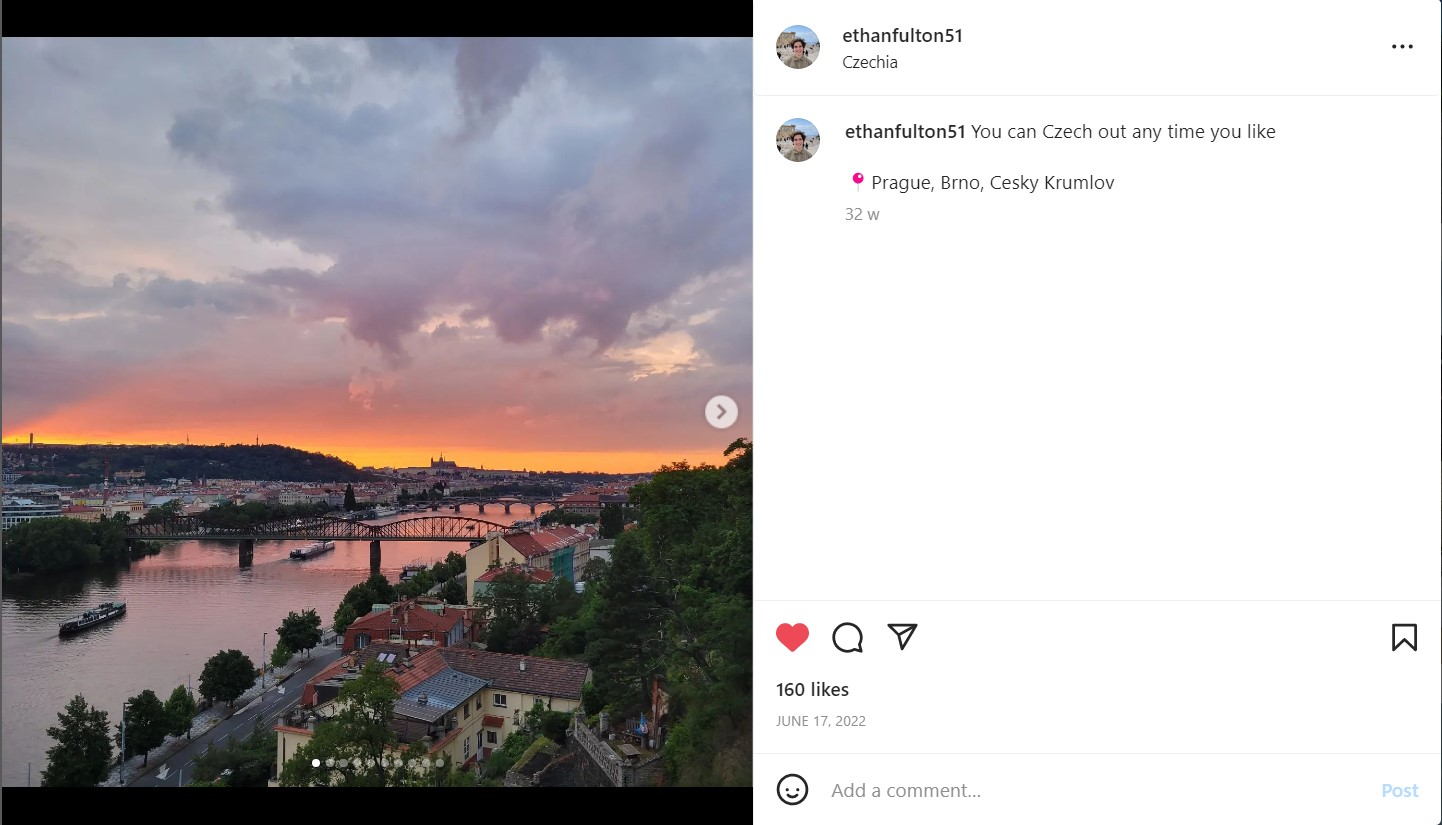 ethanfulton51
Czechia
ethanfulton51 You can Czech out any time you like
Prague, Brno, Cesky Krumlov
32 w
160 likes
JUNE 17, 2022
Add a comment...
Post